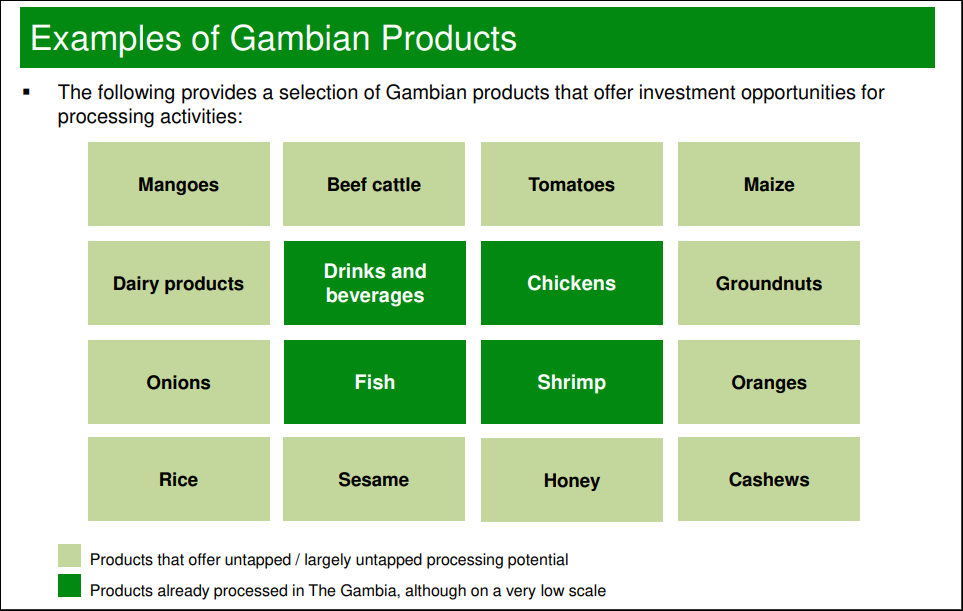 Examples of Gambian Products
▪ The following provides a selection of Gambian products that offer investment opportunities for
processing activities:
Mangoes
Beef cattle
Tomatoes
Maize
Dairy products
Drinks and
beverages
Chickens
Groundnuts
Onions
Fish
Shrimp
Oranges
Rice
Sesame
Honey
Cashews
Products that offer untapped / largely untapped processing potential
Products already processed in The Gambia, although on a very low scale